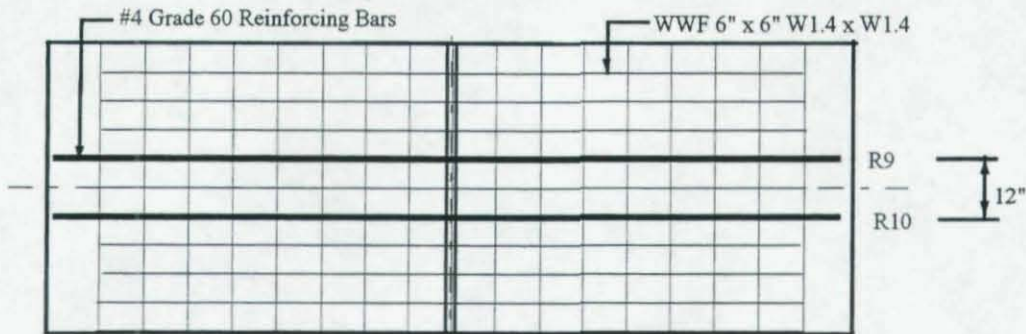 #4 Grade 60 Reinforcing Bars
WWF 6" x 6" W1.4 x W1.4
R9
12"
R10